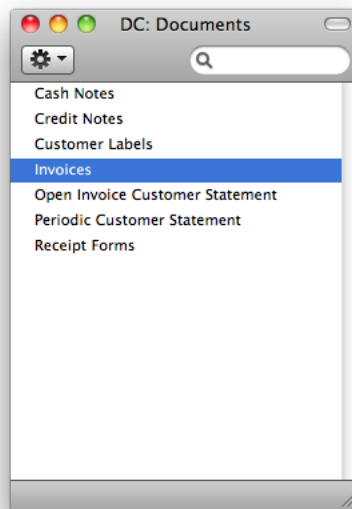 DC: Documents
Cash Notes
Credit Notes
Customer Labels
Invoices
Open Invoice Customer Statement
Periodic Customer Statement
Receipt Forms